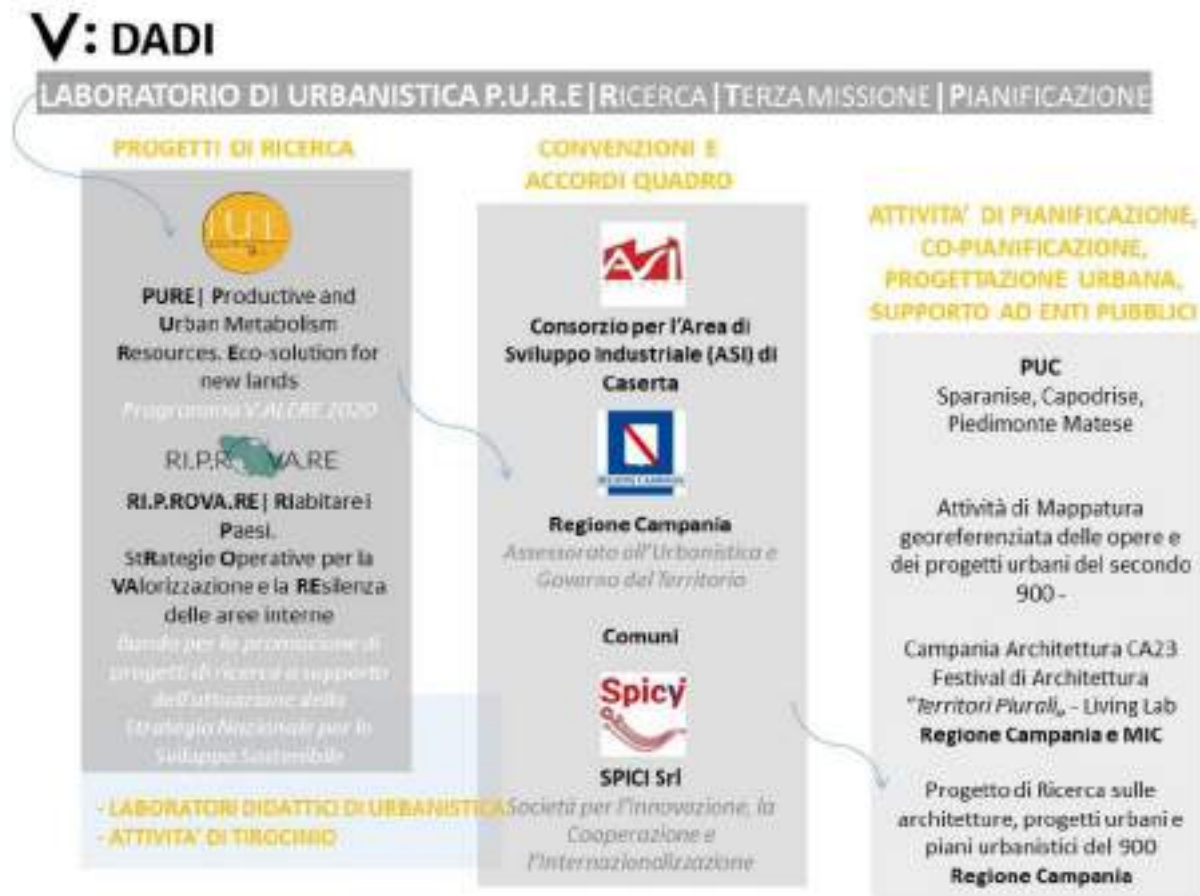 V: DADI
LABORATORIO DI URBANISTICA P.U.R.E|RICERCA|TERZA MISSIONE|PIANIFICAZIONE
PROGETTI DI RICERCA
PURE| Productive and
Urban Metabolism
Resources. Eco-solution for
new lands
Programma V:ALERE 2020
RI.P.R VA.RE
RI.P.ROVA.RE| RIabitare i
Paesi.
StRategie Operative per la
VAlorizzazione e la REsilenza
delle aree interne
Bando per la promozione di
progetti di ricerca a supporto
dell'attuazione della
Strategia Nazionale per lo
Sviluppo Sostenibile
- LABORATORI DIDATTICI DI URBANISTICA
- ATTIVITA' DI TIROCINIO
CONVENZIONI E
ACCORDI QUADRO
ASI
Consorzio per l'Area di
Sviluppo Industriale (ASI) di
Caserta
REGIONE CAMPANIA
Regione Campania
Assessorato all'Urbanistica e
Governo del Territorio
Comuni
Spicy
SPICI Srl
Società per l'Innovazione, la
Cooperazione e
l'Internazionalizzazione
ATTIVITA' DI PIANIFICAZIONE,
CO-PIANIFICAZIONE,
PROGETTAZIONE URBANA,
SUPPORTO AD ENTI PUBBLICI
PUC
Sparanise, Capodrise,
Piedimonte Matese
Attività di Mappatura
georeferenziata delle opere e
dei progetti urbani del secondo
900 -
Campania Architettura CA23
Festival di Architettura
"Territori Plurali„ - Living Lab
Regione Campania e MIC
Progetto di Ricerca sulle
architetture, progetti urbani e
piani urbanistici del 900
Regione Campania